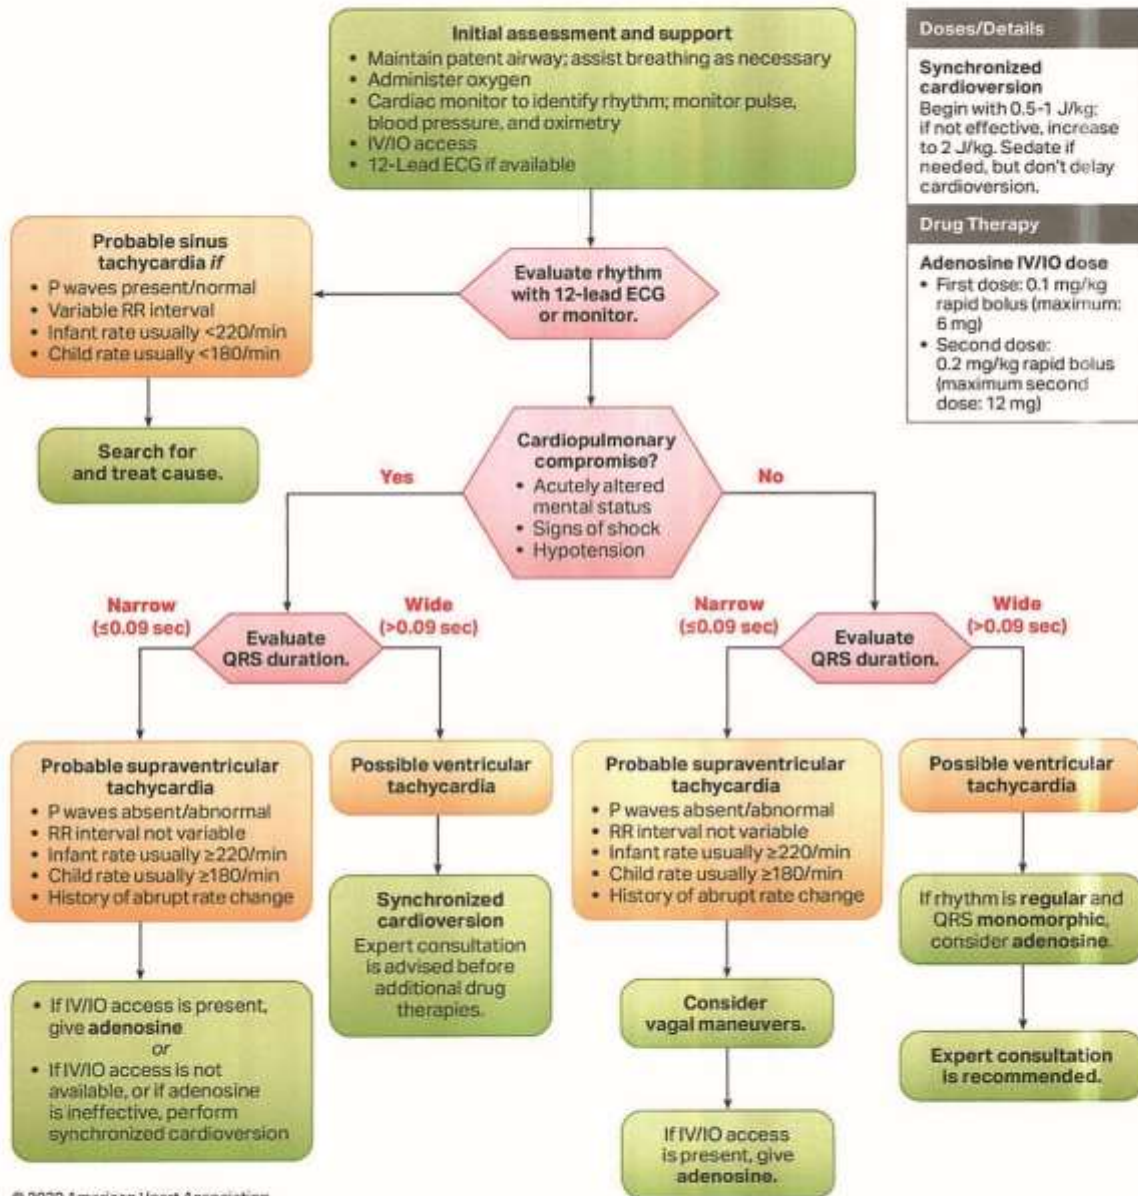 Initial assessment and support
• Maintain patent airway; assist breathing as necessary
• Administer oxygen
• Cardiac monitor to identify rhythm; monitor pulse,
blood pressure, and oximetry
• IV/IO access
• 12-Lead ECG if available
Doses/Details
Synchronized
cardioversion
Begin with 0.5-1 J/kg;
if not effective, increase
to 2 J/kg. Sedate if
needed, but don't delay
cardioversion.
Drug Therapy
Adenosine IV/IO dose
• First dose: 0.1 mg/kg
rapid bolus (maximum:
6 mg)
• Second dose:
0.2 mg/kg rapid bolus
(maximum second
dose: 12 mg)
Probable sinus
tachycardia if
• P waves present/normal
• Variable RR interval
• Infant rate usually <220/min
• Child rate usually <180/min
Evaluate rhythm
with 12-lead ECG
or monitor.
Search for
and treat cause.
Cardiopulmonary
compromise?
• Acutely altered
mental status
• Signs of shock
• Hypotension
Yes
No
Narrow
(≤0.09 sec)
Evaluate
QRS duration.
Wide
(>0.09 sec)
Narrow
(≤0.09 sec)
Evaluate
QRS duration.
Wide
(>0.09 sec)
Probable supraventricular
tachycardia
• P waves absent/abnormal
• RR interval not variable
• Infant rate usually ≥220/min
• Child rate usually ≥180/min
• History of abrupt rate change
Possible ventricular
tachycardia
Probable supraventricular
tachycardia
• P waves absent/abnormal
• RR interval not variable
• Infant rate usually ≥220/min
• Child rate usually ≥180/min
• History of abrupt rate change
Possible ventricular
tachycardia
• If IV/IO access is present,
give adenosine
or
• If IV/IO access is not
available, or if adenosine
is ineffective, perform
synchronized cardioversion
Synchronized
cardioversion
Expert consultation
is advised before
additional drug
therapies.
Consider
vagal maneuvers.
If IV/IO access
is present, give
adenosine.
If rhythm is regular and
QRS monomorphic,
consider adenosine.
Expert consultation
is recommended.
American Heart Association